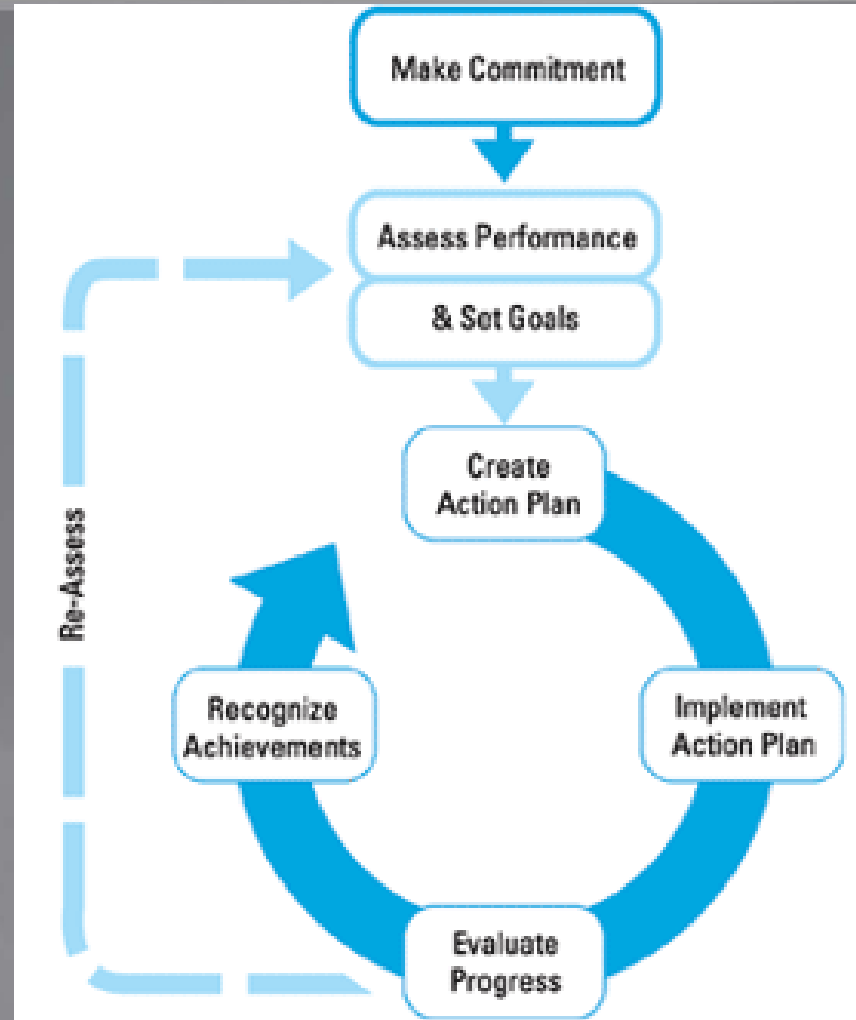 Make Commitment
Assess Performance
& Set Goals
Create
Action Plan
Implement
Action Plan
Evaluate
Progress
Recognize
Achievements
Re-Assess